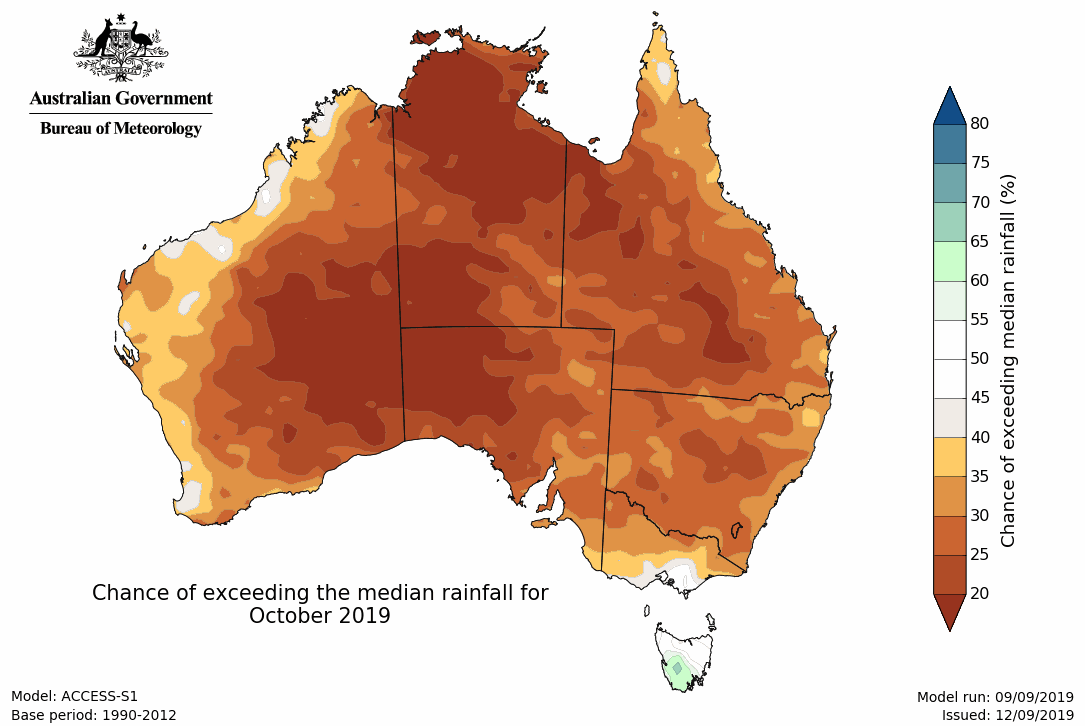 Australian Government
Bureau of Meteorology
80
75
70
65
60
55
50
45
40
35
30
25
20
Chance of exceeding median rainfall (%)
Chance of exceeding the median rainfall for
October 2019
Model: ACCESS-S1
Base period: 1990-2012
Model run: 09/09/2019
Issued: 12/09/2019